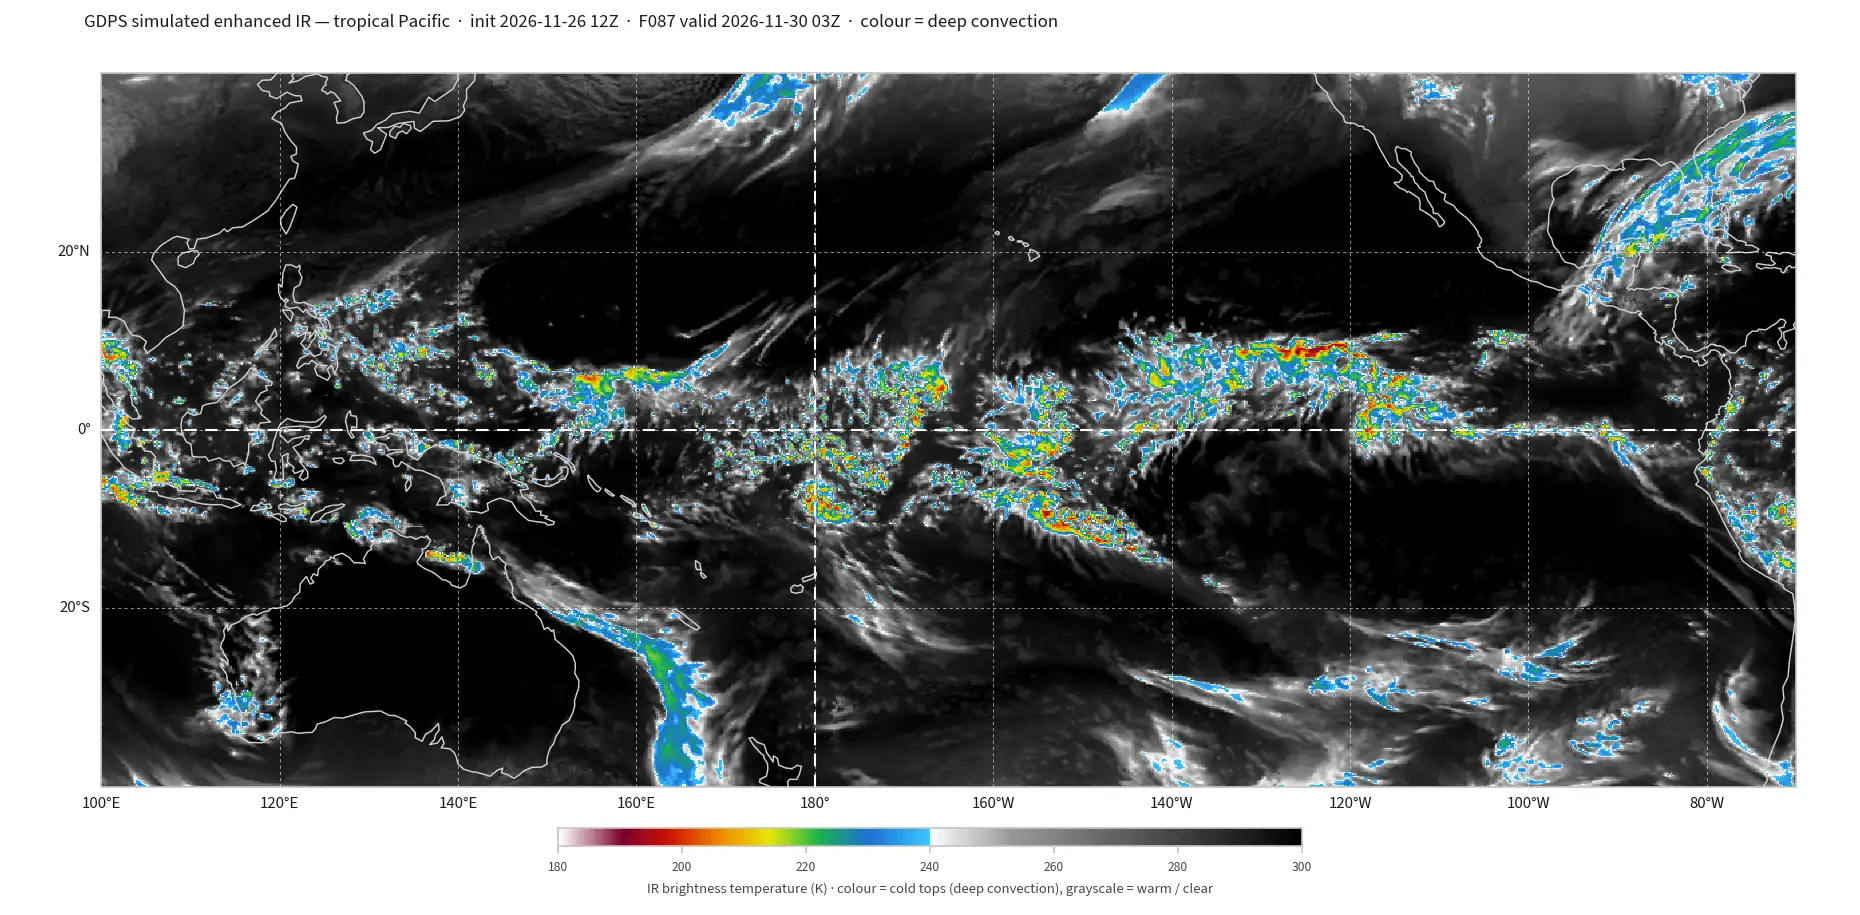 GDPS simulated enhanced IR — tropical Pacific · init 2026-11-26 12Z · F087 valid 2026-11-30 03Z · colour = deep convection
20°N
0°
20°S
100°E 120°E 140°E 160°E 180° 160°W 140°W 120°W 100°W 80°W
180 200 220 240 260 280 300
IR brightness temperature (K) · colour = cold tops (deep convection), grayscale = warm / clear